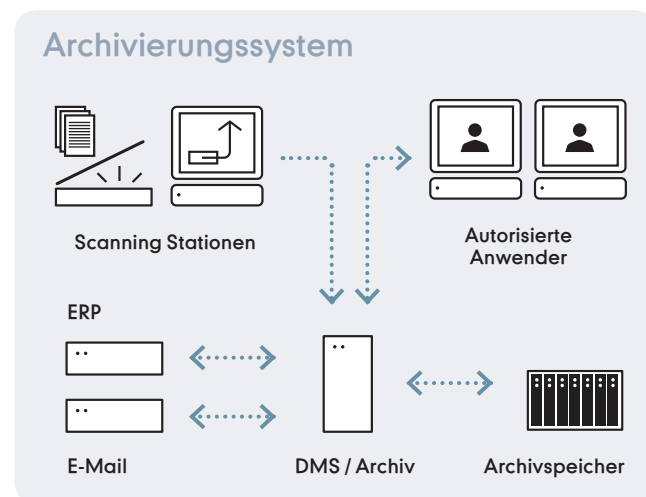 Archivierungssystem
Scanning Stationen
Autorisierte
Anwender
ERP
E-Mail
DMS / Archiv
Archivspeicher